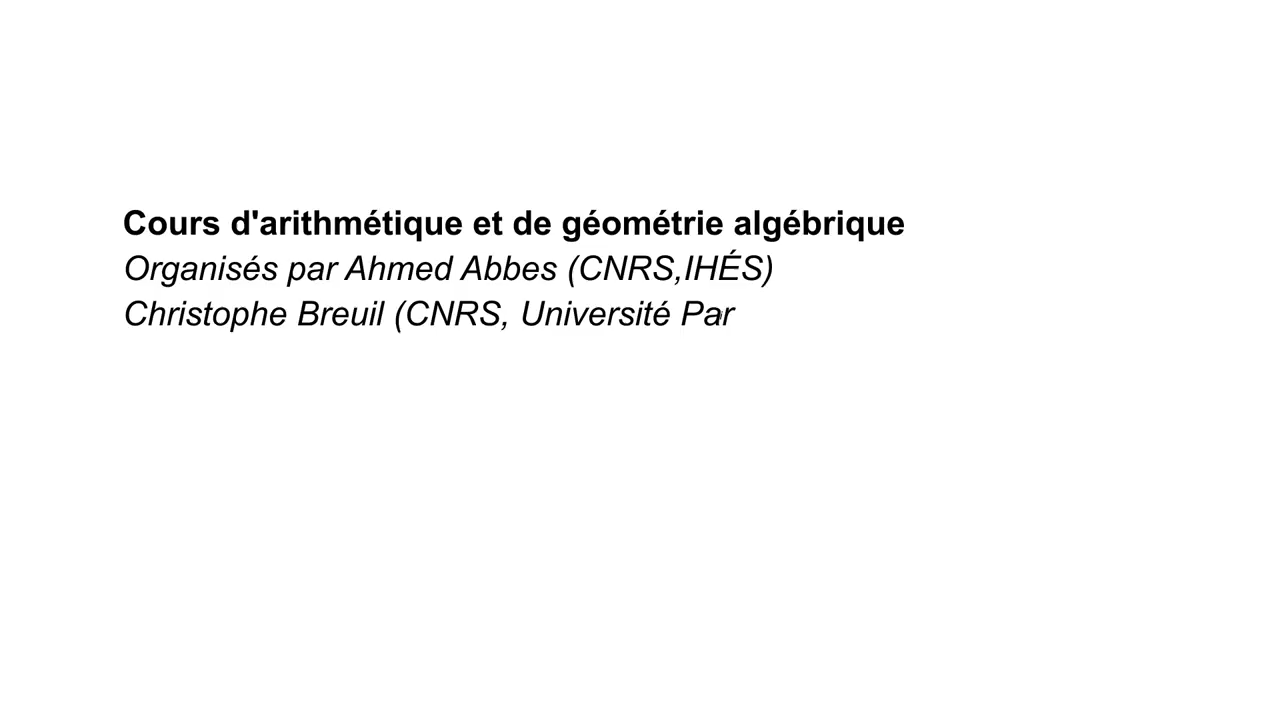 Cours d'arithmétique et de géométrie algébrique
Organisés par Ahmed Abbes (CNRS,IHÉS)
Christophe Breuil (CNRS, Université Par